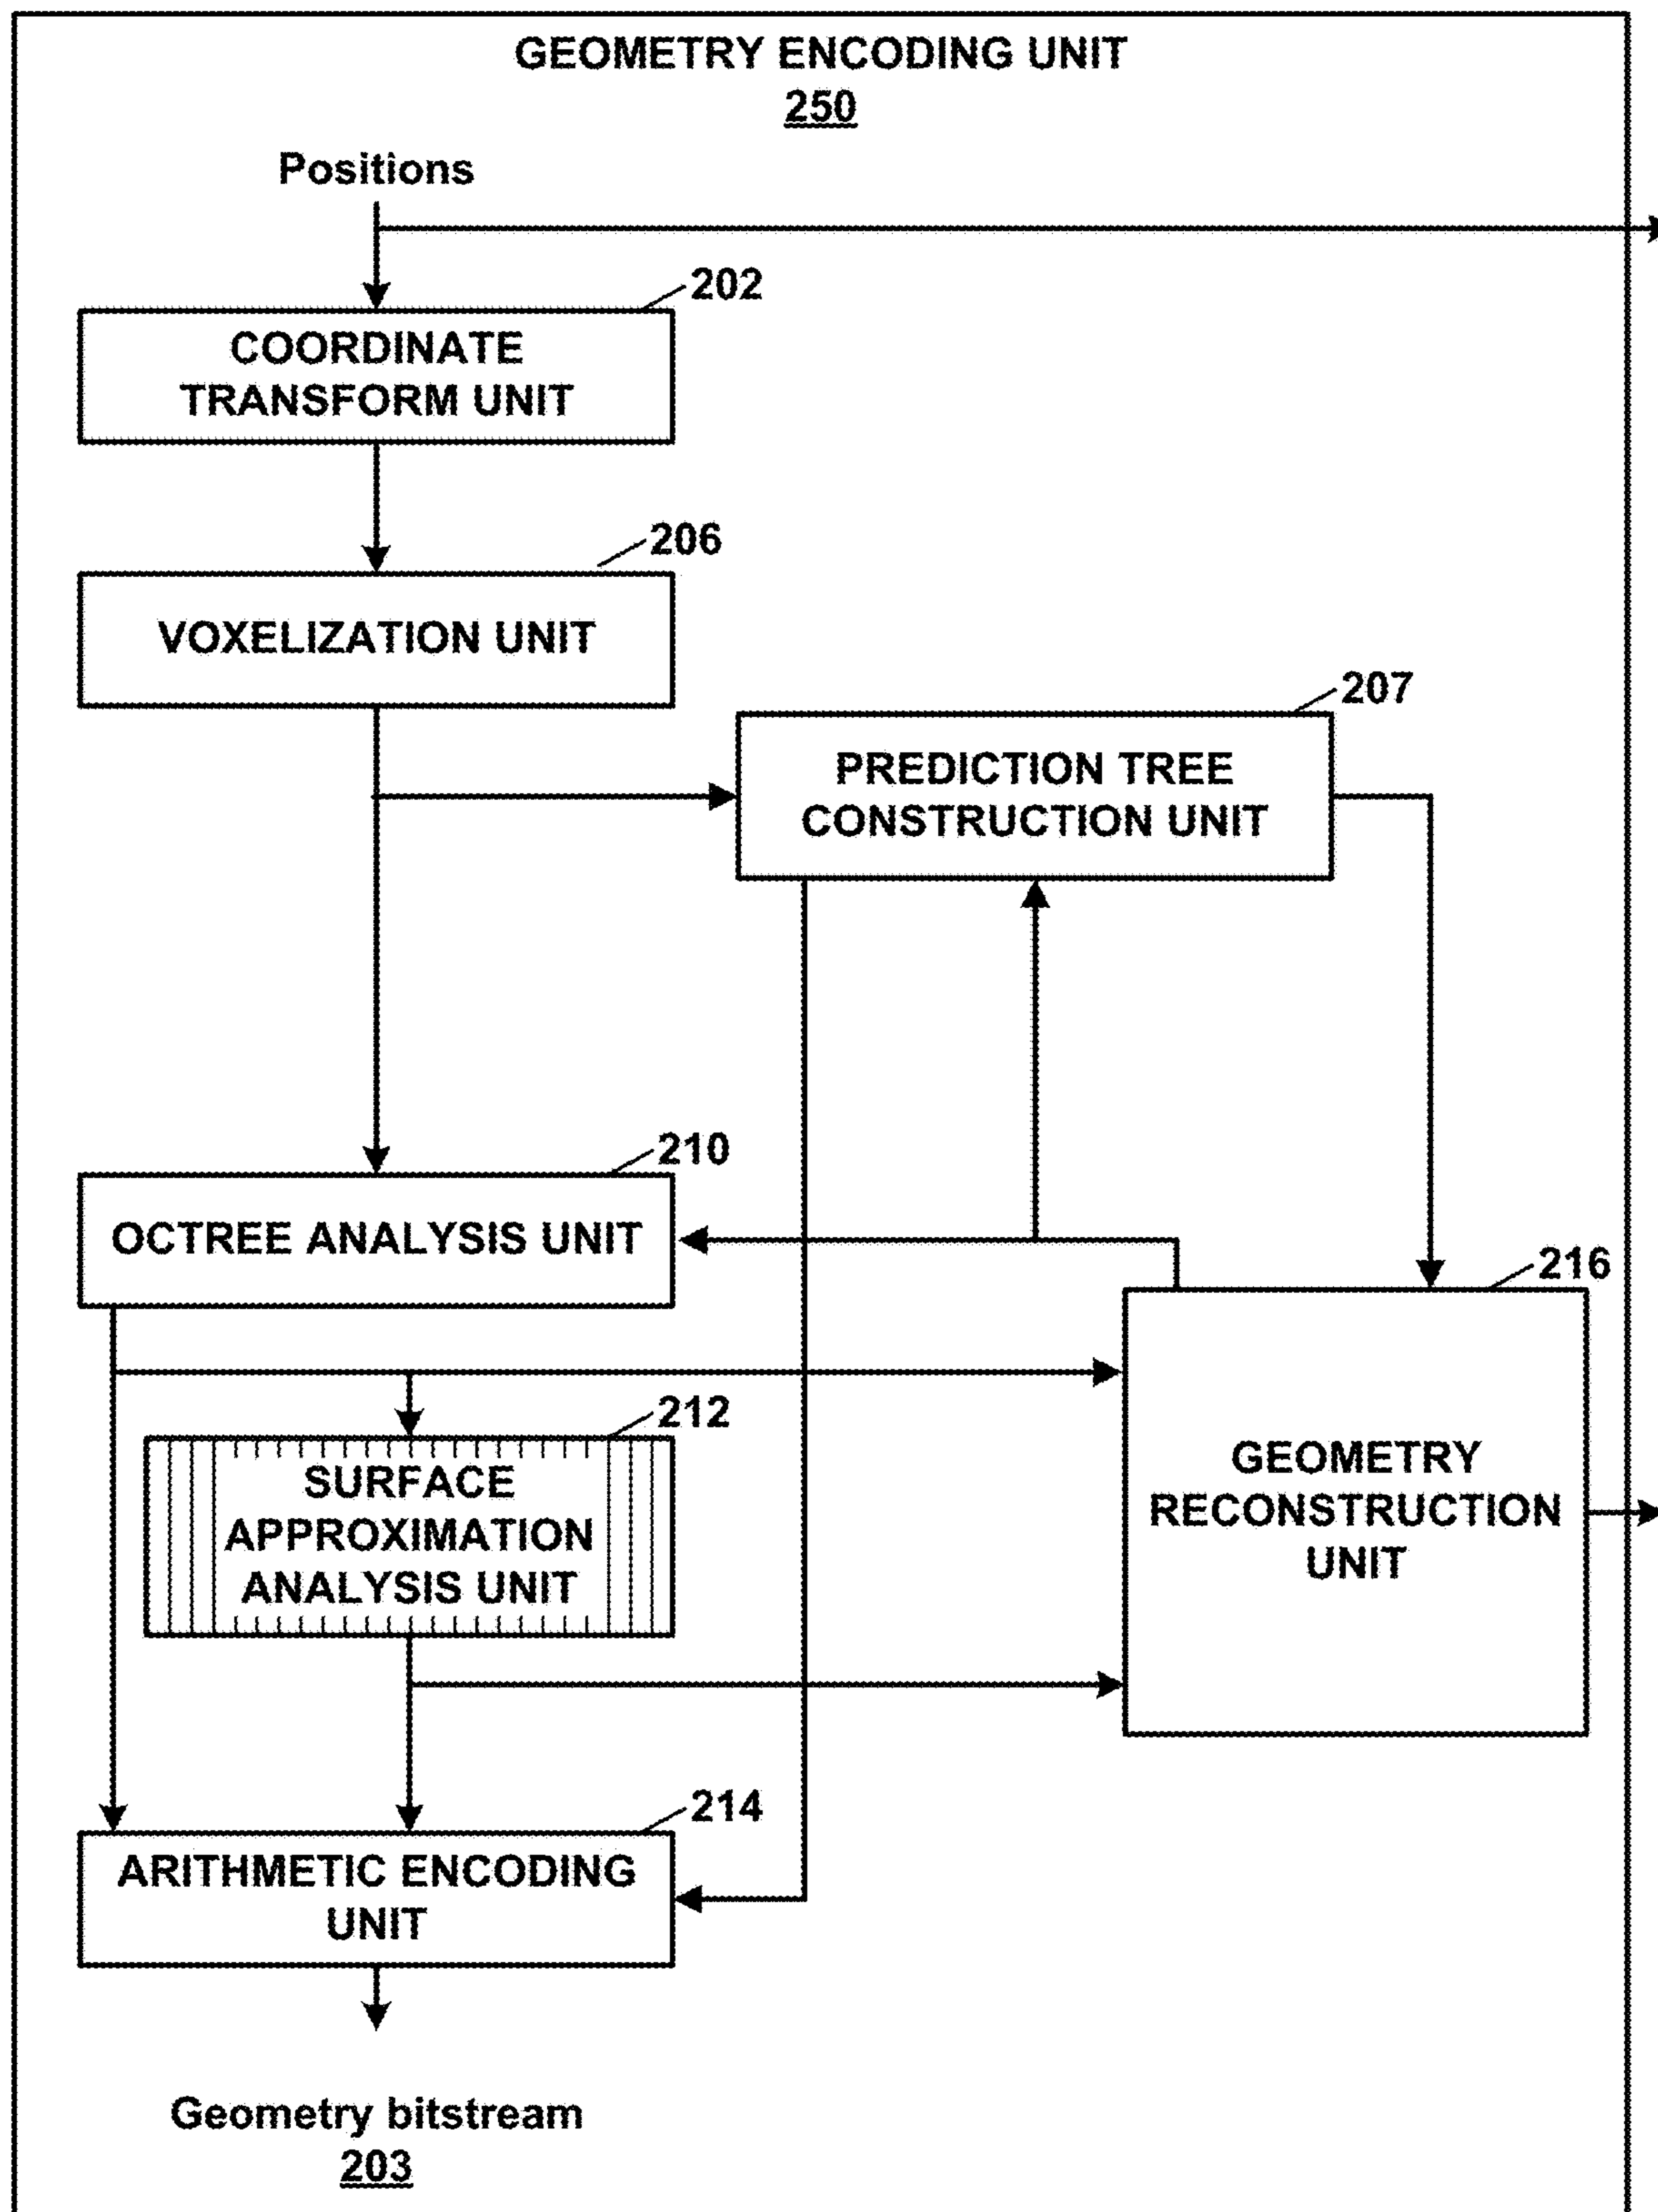 GEOMETRY ENCODING UNIT
250
Positions
202
COORDINATE
TRANSFORM UNIT
206
VOXELIZATION UNIT
207
PREDICTION TREE
CONSTRUCTION UNIT
210
OCTREE ANALYSIS UNIT
216
GEOMETRY
RECONSTRUCTION
UNIT
212
SURFACE
APPROXIMATION
ANALYSIS UNIT
214
ARITHMETIC ENCODING
UNIT
Geometry bitstream
203